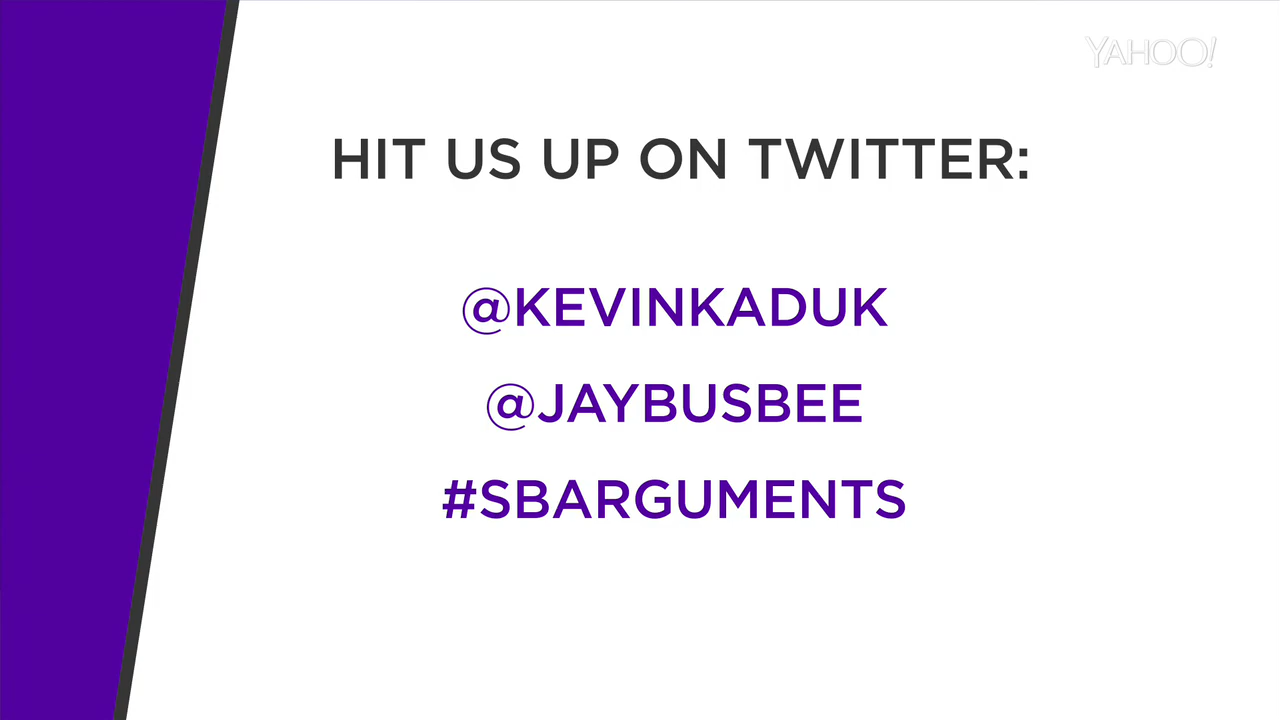 YAHOO!
HIT US UP ON TWITTER:
@KEVINKADUK
@JAYBUSBEE
#SBARGUMENTS